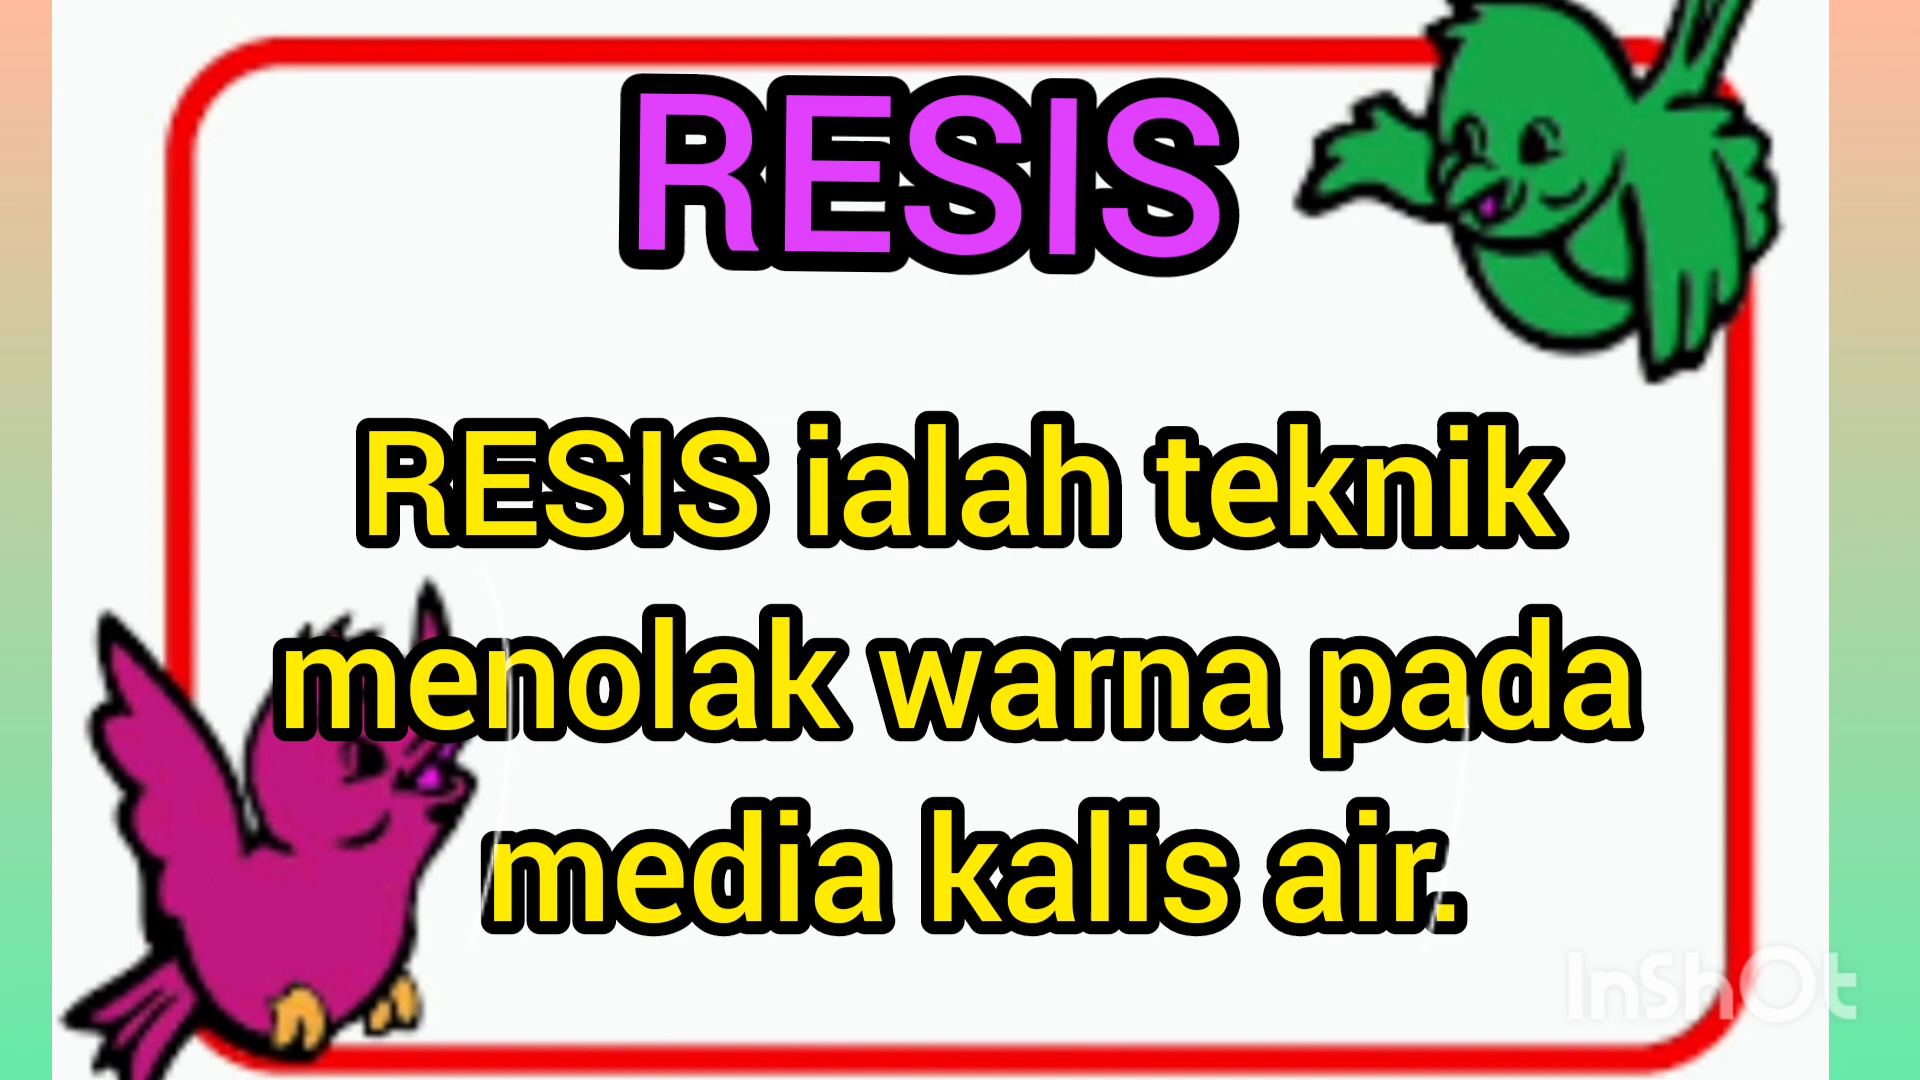 RESIS
RESIS ialah teknik
menolak warna pada
media kalis air.
InShOt